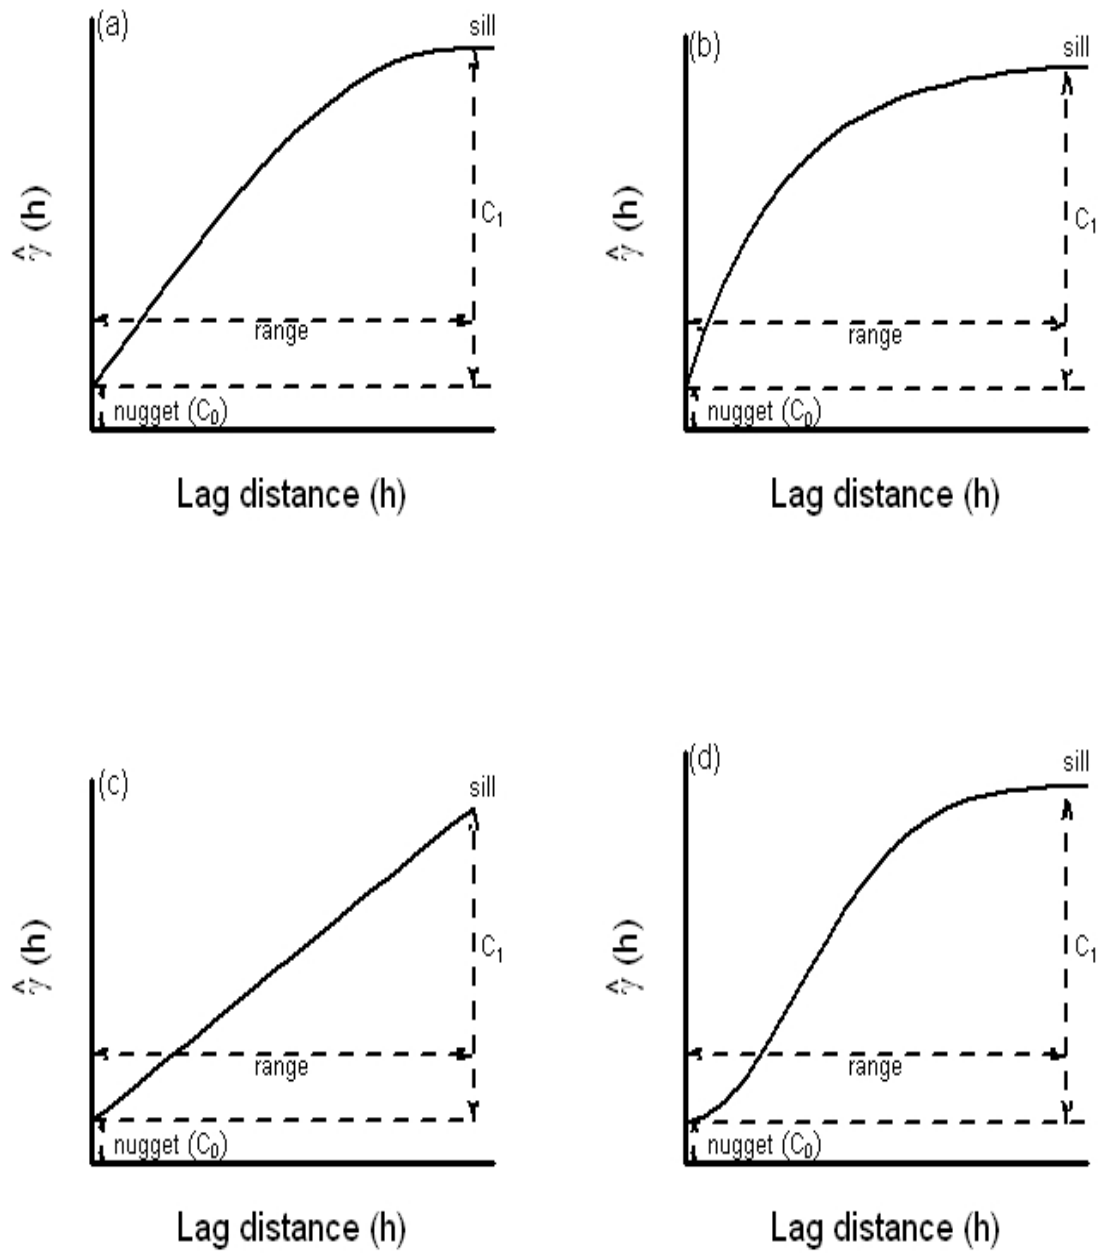 (a)
sill
γ̂ (h)
C₁
range
nugget (C₀)
Lag distance (h)
(b)
sill
γ̂ (h)
C₁
range
nugget (C₀)
Lag distance (h)
(c)
sill
γ̂ (h)
C₁
range
nugget (C₀)
Lag distance (h)
(d)
sill
γ̂ (h)
C₁
range
nugget (C₀)
Lag distance (h)